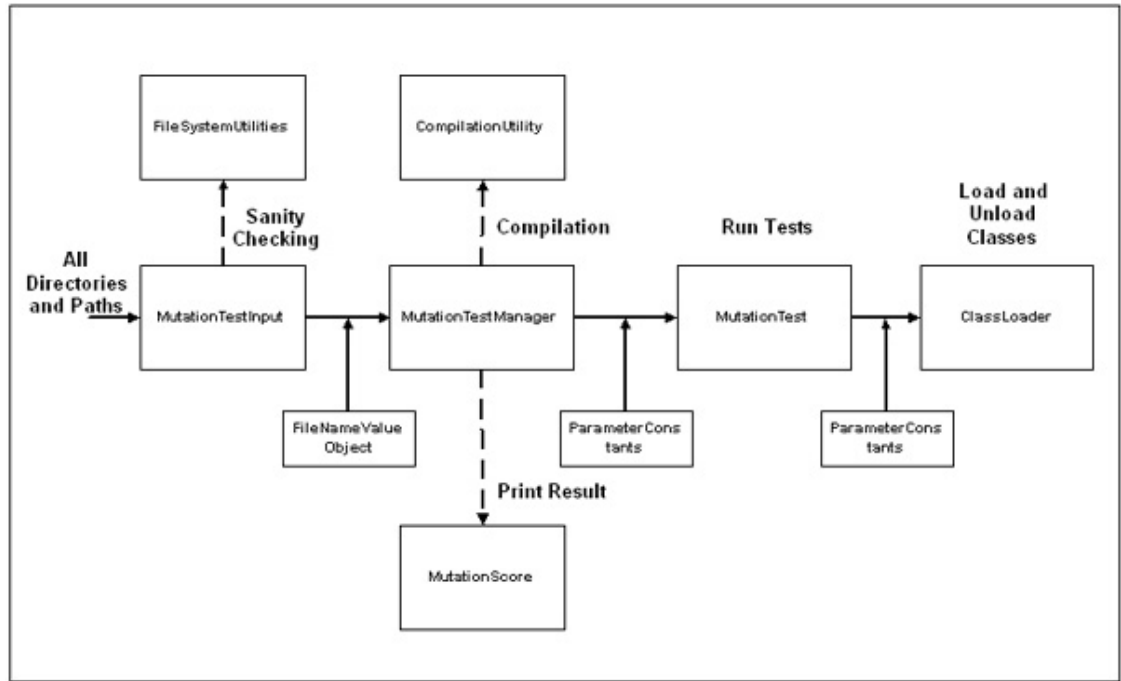 FileSystemUtilities
CompilationUtility
Sanity
Checking
Compilation
Run Tests
Load and
Unload
Classes
All
Directories
and Paths
MutationTestInput
MutationTestManager
MutationTest
ClassLoader
FileNameValue
Object
ParameterCons
tants
ParameterCons
tants
Print Result
MutationScore